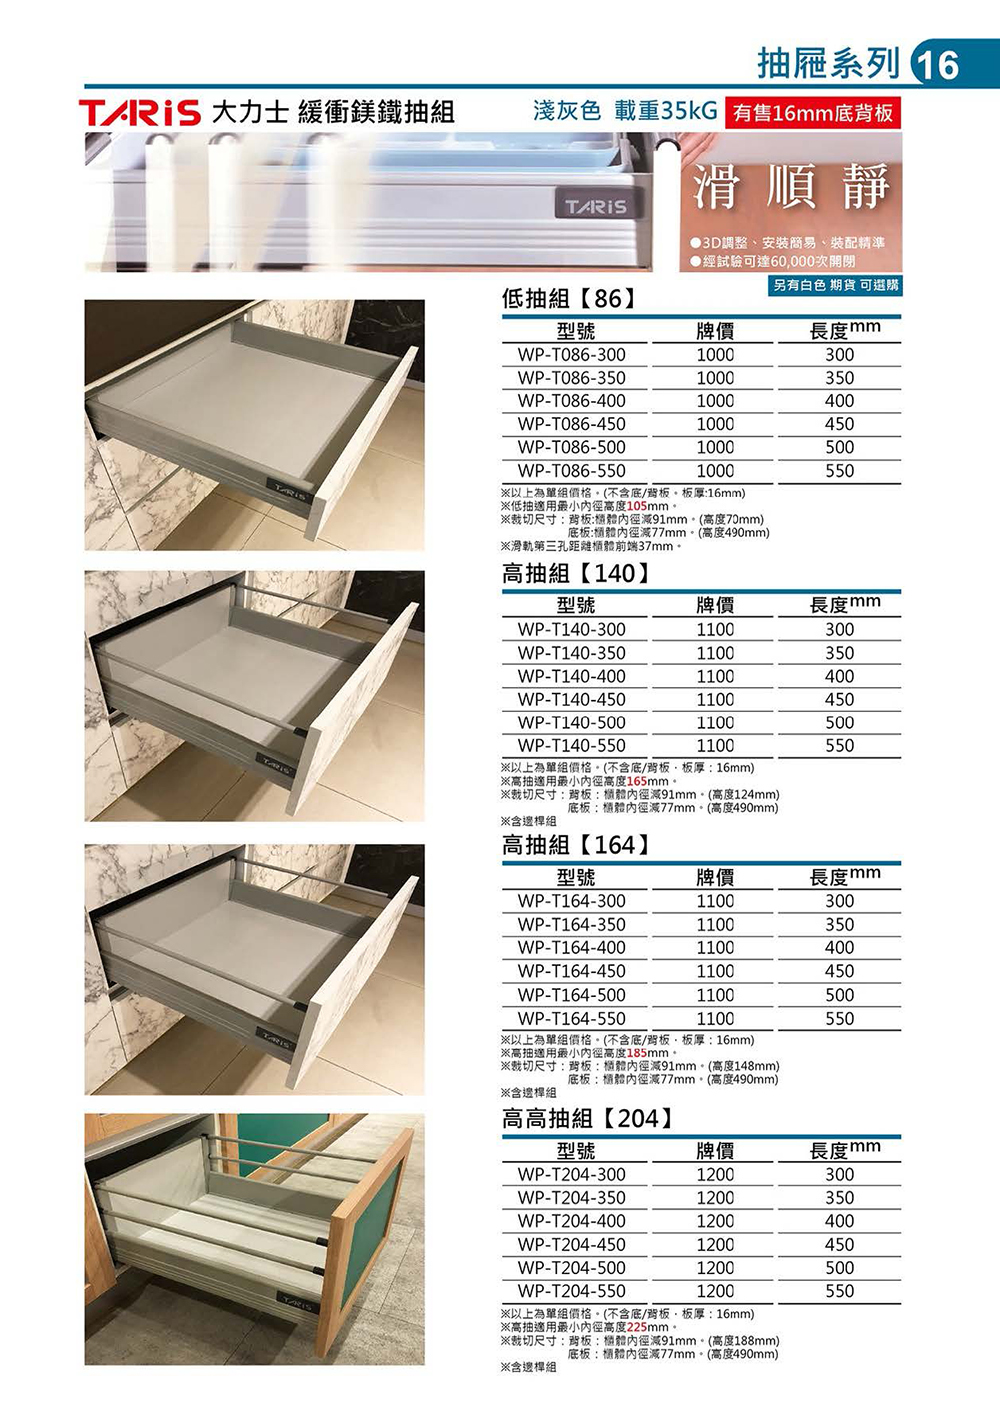 抽屜系列 16
TARiS 大力士 緩衝鎂鐵抽組 淺灰色 載重35kG 有售16mm底背板
TARiS
滑 順 靜
●3D調整、安裝簡易、裝配精準
●經試驗可達60,000次開閉
另有白色 期貨 可選購
低抽組【86】
型號 牌價 長度mm
WP-T086-300 1000 300
WP-T086-350 1000 350
WP-T086-400 1000 400
WP-T086-450 1000 450
WP-T086-500 1000 500
WP-T086-550 1000 550
※以上為單組價格。(不含底/背板。板厚:16mm)
※低抽適用最小內徑高度105mm。
※裁切尺寸：背板:櫃體內徑減91mm。(高度70mm)
底板:櫃體內徑減77mm。(高度490mm)
※滑軌第三孔距離櫃體前端37mm。
TARiS
高抽組【140】
型號 牌價 長度mm
WP-T140-300 1100 300
WP-T140-350 1100 350
WP-T140-400 1100 400
WP-T140-450 1100 450
WP-T140-500 1100 500
WP-T140-550 1100 550
※以上為單組價格。(不含底/背板．板厚：16mm)
※高抽適用最小內徑高度165mm。
※裁切尺寸：背板：櫃體內徑減91mm。(高度124mm)
底板：櫃體內徑減77mm。(高度490mm)
※含邊桿組
TARiS
高抽組【164】
型號 牌價 長度mm
WP-T164-300 1100 300
WP-T164-350 1100 350
WP-T164-400 1100 400
WP-T164-450 1100 450
WP-T164-500 1100 500
WP-T164-550 1100 550
※以上為單組價格。(不含底/背板．板厚：16mm)
※高抽適用最小內徑高度185mm。
※裁切尺寸：背板：櫃體內徑減91mm。(高度148mm)
底板：櫃體內徑減77mm。(高度490mm)
※含邊桿組
TARiS
高高抽組【204】
型號 牌價 長度mm
WP-T204-300 1200 300
WP-T204-350 1200 350
WP-T204-400 1200 400
WP-T204-450 1200 450
WP-T204-500 1200 500
WP-T204-550 1200 550
※以上為單組價格。(不含底/背板．板厚：16mm)
※高抽適用最小內徑高度225mm。
※裁切尺寸：背板：櫃體內徑減91mm。(高度188mm)
底板：櫃體內徑減77mm。(高度490mm)
※含邊桿組
TARiS